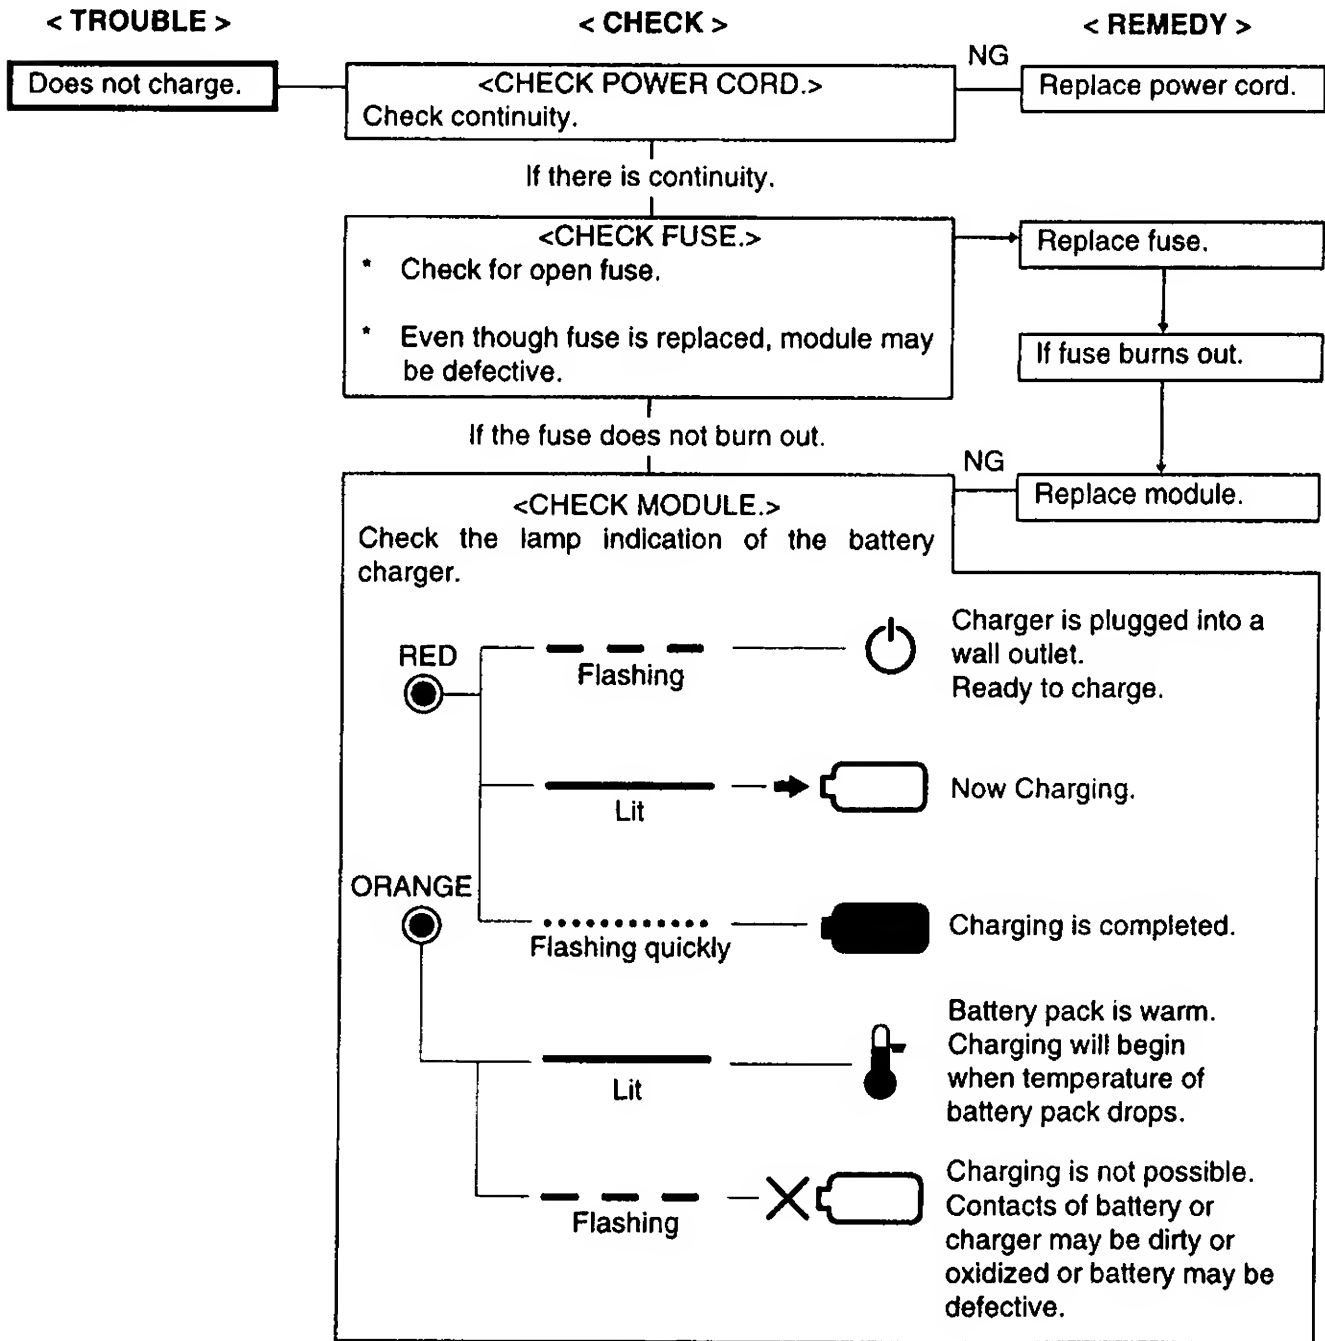 < TROUBLE >
< CHECK >
< REMEDY >
Does not charge.
<CHECK POWER CORD.>
Check continuity.
NG
Replace power cord.
If there is continuity.
<CHECK FUSE.>
* Check for open fuse.
* Even though fuse is replaced, module may
be defective.
Replace fuse.
If fuse burns out.
If the fuse does not burn out.
NG
Replace module.
<CHECK MODULE.>
Check the lamp indication of the battery
charger.
RED
Flashing
Charger is plugged into a
wall outlet.
Ready to charge.
Lit
Now Charging.
ORANGE
Flashing quickly
Charging is completed.
Lit
Battery pack is warm.
Charging will begin
when temperature of
battery pack drops.
Flashing
Charging is not possible.
Contacts of battery or
charger may be dirty or
oxidized or battery may be
defective.